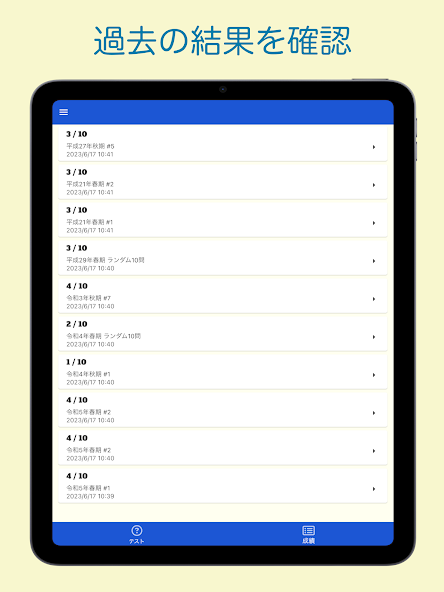 過去の結果を確認
3 / 10
平成27年秋期 #5
2023/6/17 10:41
3 / 10
平成21年春期 #2
2023/6/17 10:41
3 / 10
平成21年春期 #1
2023/6/17 10:41
3 / 10
平成29年春期 ランダム10問
2023/6/17 10:40
4 / 10
令和3年秋期 #7
2023/6/17 10:40
2 / 10
令和4年春期 ランダム10問
2023/6/17 10:40
1 / 10
令和4年秋期 #1
2023/6/17 10:40
4 / 10
令和5年春期 #2
2023/6/17 10:40
4 / 10
令和5年春期 #2
2023/6/17 10:40
4 / 10
令和5年春期 #1
2023/6/17 10:39
テスト
成績